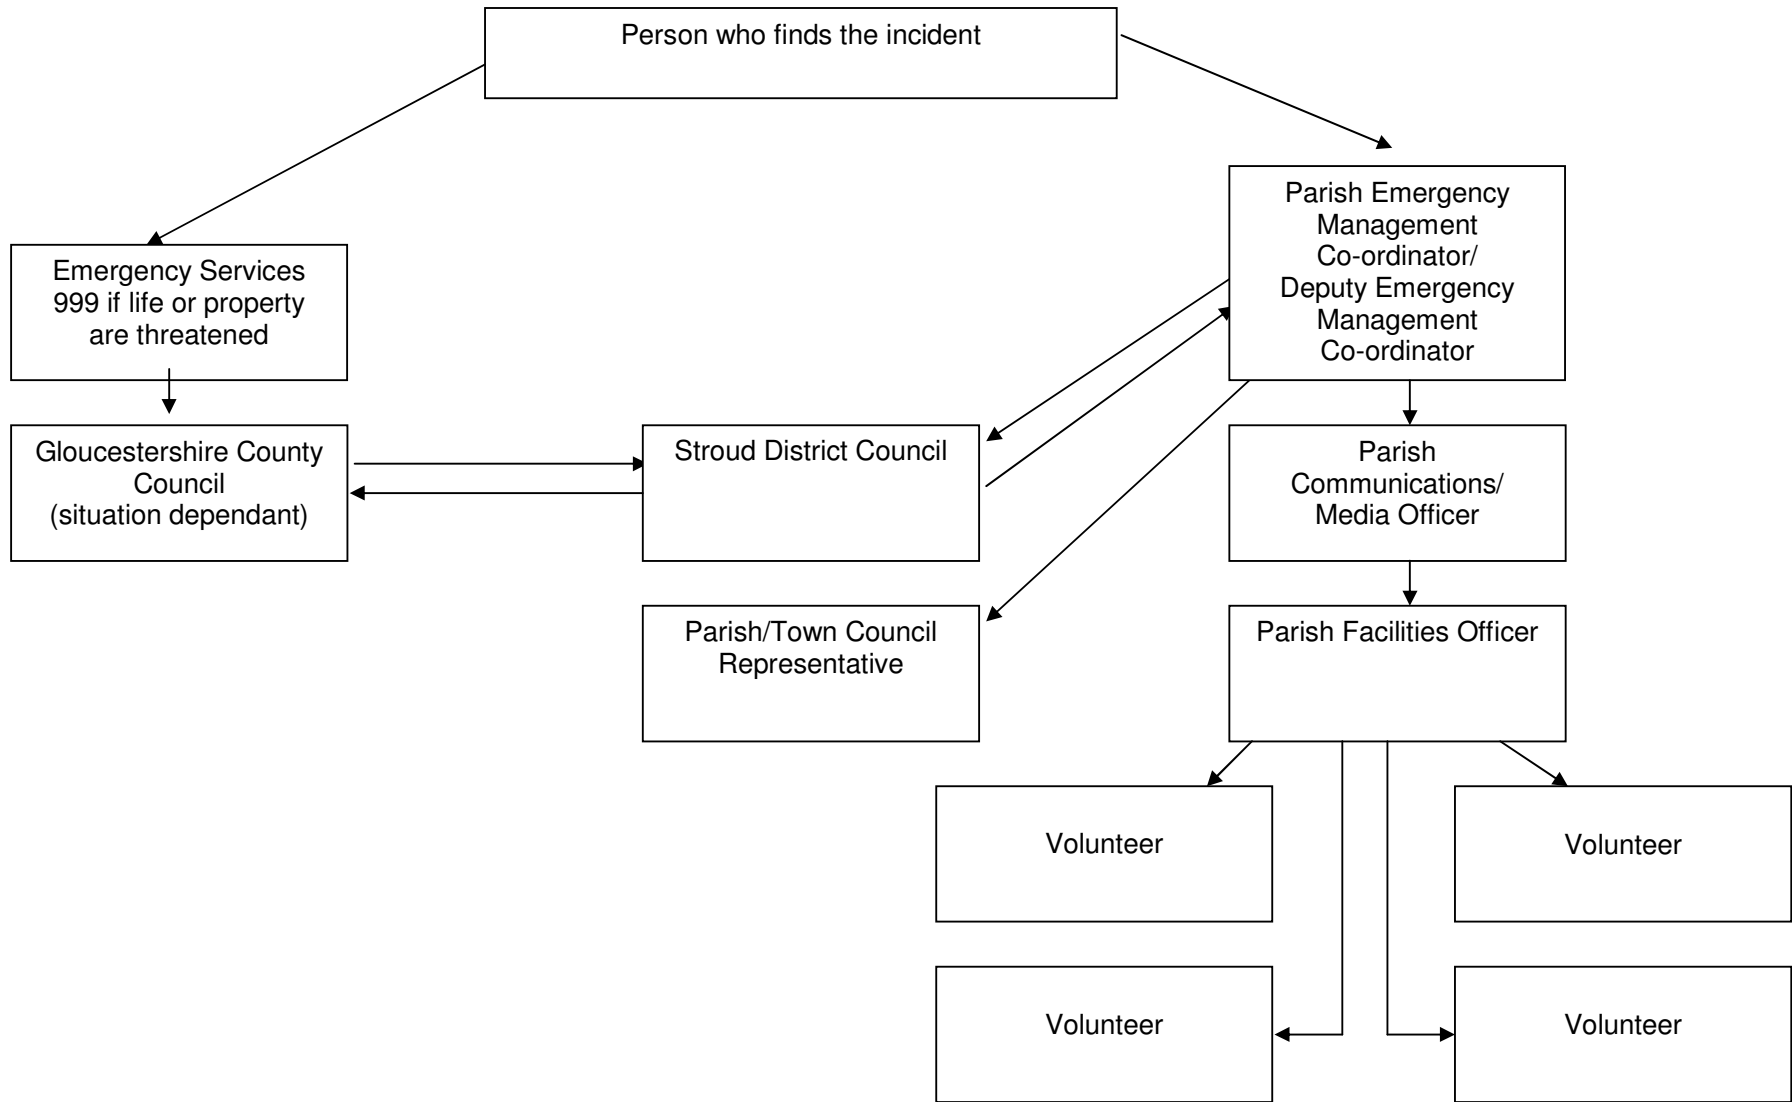 Person who finds the incident
Parish Emergency
Management
Co-ordinator/
Deputy Emergency
Management
Co-ordinator
Emergency Services
999 if life or property
are threatened
Gloucestershire County
Council
(situation dependant)
Stroud District Council
Parish
Communications/
Media Officer
Parish/Town Council
Representative
Parish Facilities Officer
Volunteer
Volunteer
Volunteer
Volunteer